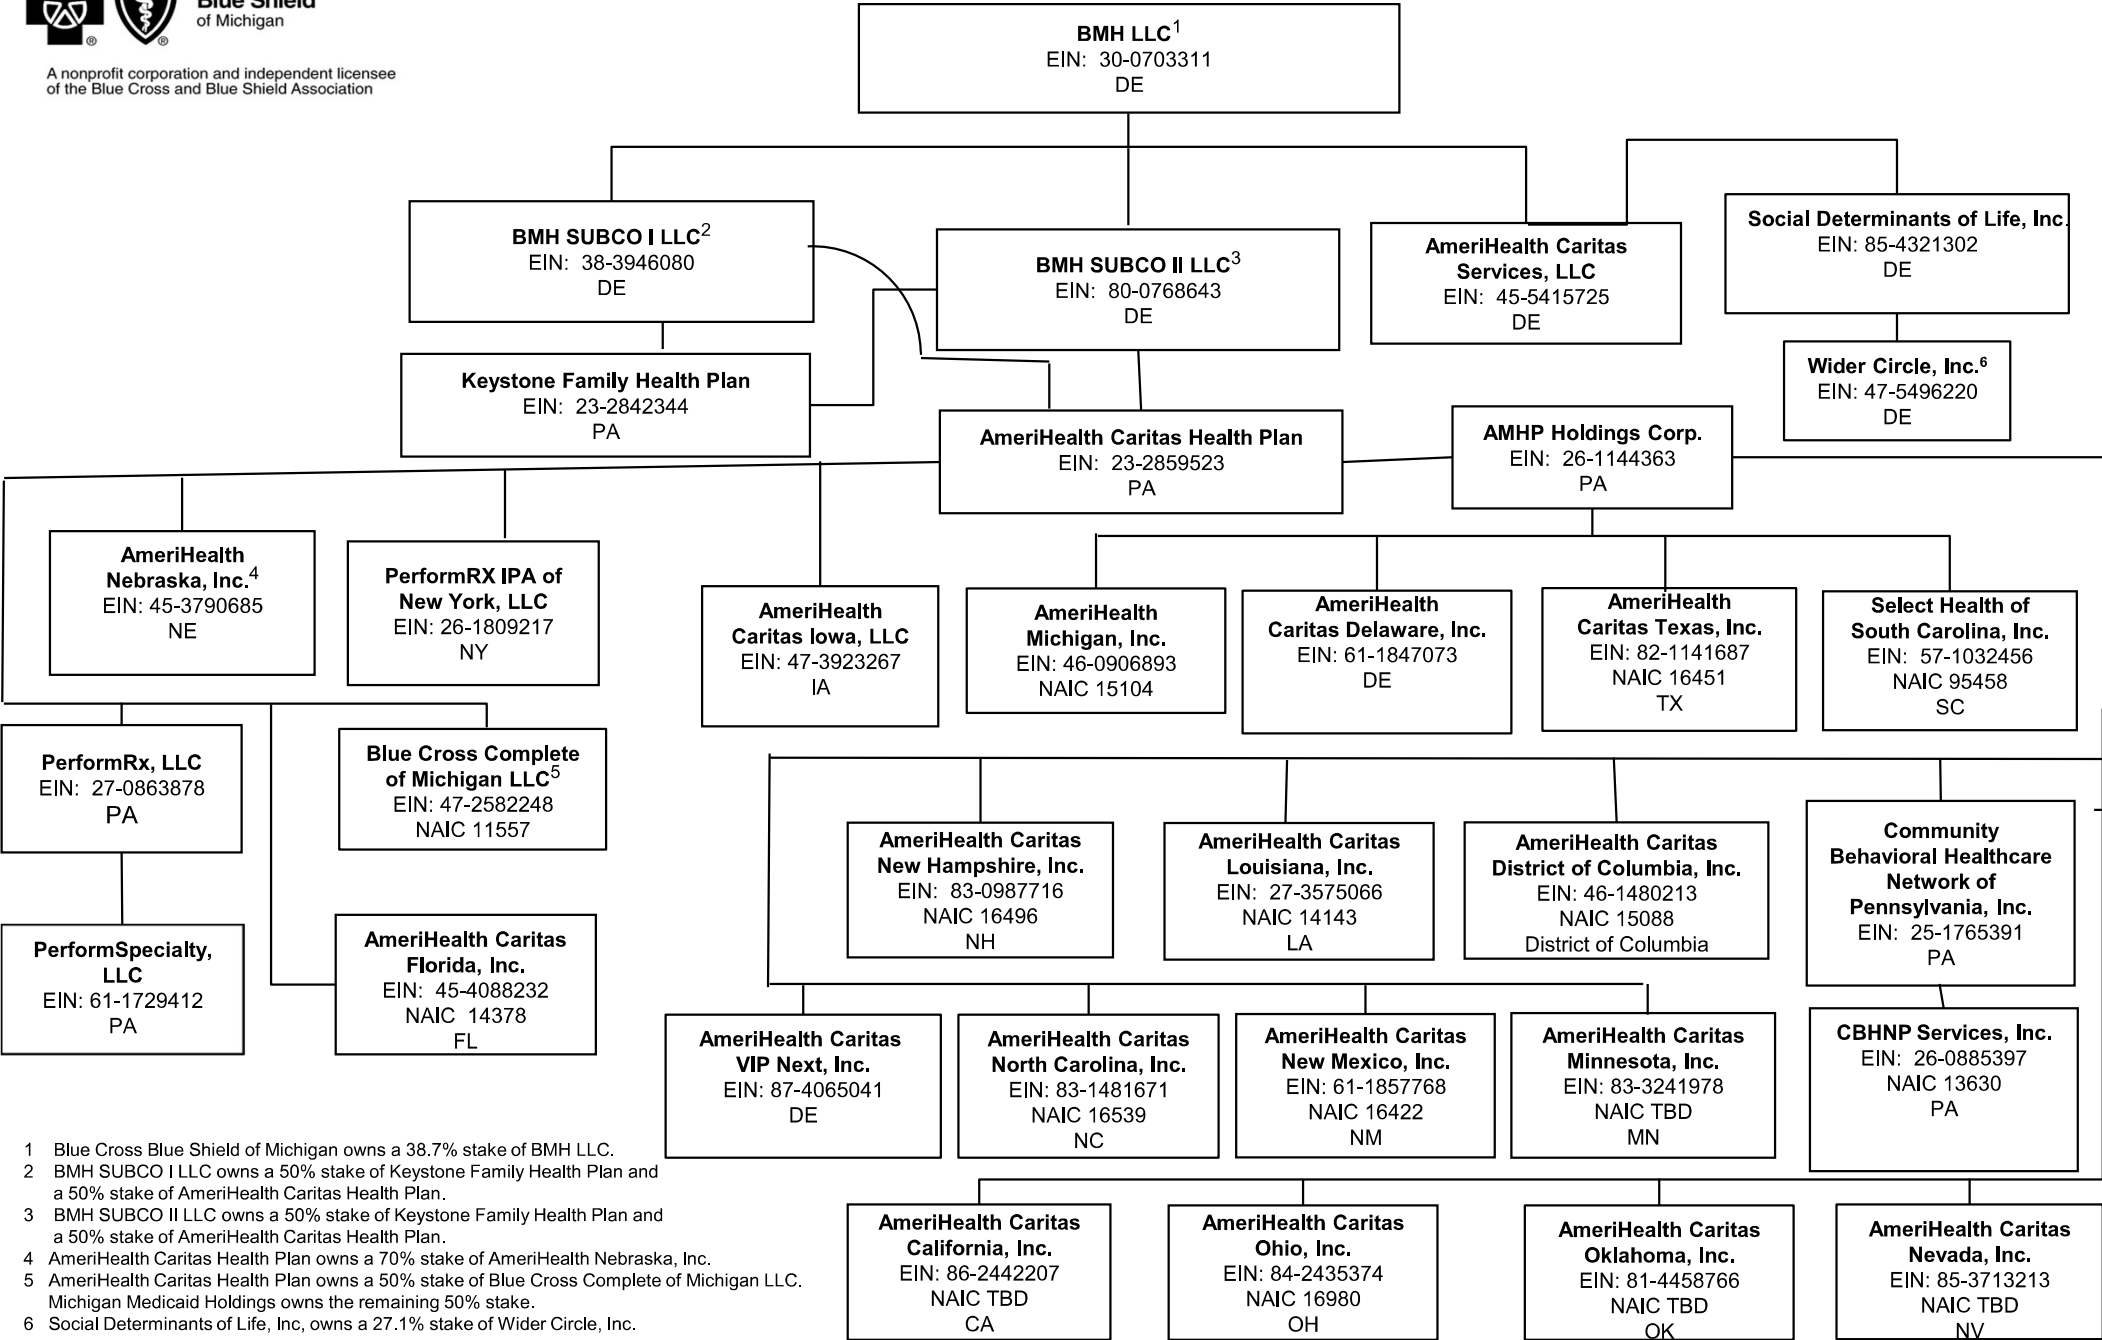 Blue Shield
of Michigan
® ®
A nonprofit corporation and independent licensee
of the Blue Cross and Blue Shield Association
BMH LLC1
EIN: 30-0703311
DE
BMH SUBCO I LLC2
EIN: 38-3946080
DE
BMH SUBCO II LLC3
EIN: 80-0768643
DE
AmeriHealth Caritas
Services, LLC
EIN: 45-5415725
DE
Social Determinants of Life, Inc.
EIN: 85-4321302
DE
Keystone Family Health Plan
EIN: 23-2842344
PA
Wider Circle, Inc.6
EIN: 47-5496220
DE
AmeriHealth Caritas Health Plan
EIN: 23-2859523
PA
AMHP Holdings Corp.
EIN: 26-1144363
PA
AmeriHealth
Nebraska, Inc.4
EIN: 45-3790685
NE
PerformRX IPA of
New York, LLC
EIN: 26-1809217
NY
AmeriHealth
Caritas Iowa, LLC
EIN: 47-3923267
IA
AmeriHealth
Michigan, Inc.
EIN: 46-0906893
NAIC 15104
AmeriHealth
Caritas Delaware, Inc.
EIN: 61-1847073
DE
AmeriHealth
Caritas Texas, Inc.
EIN: 82-1141687
NAIC 16451
TX
Select Health of
South Carolina, Inc.
EIN: 57-1032456
NAIC 95458
SC
PerformRx, LLC
EIN: 27-0863878
PA
Blue Cross Complete
of Michigan LLC5
EIN: 47-2582248
NAIC 11557
AmeriHealth Caritas
New Hampshire, Inc.
EIN: 83-0987716
NAIC 16496
NH
AmeriHealth Caritas
Louisiana, Inc.
EIN: 27-3575066
NAIC 14143
LA
AmeriHealth Caritas
District of Columbia, Inc.
EIN: 46-1480213
NAIC 15088
District of Columbia
Community
Behavioral Healthcare
Network of
Pennsylvania, Inc.
EIN: 25-1765391
PA
PerformSpecialty,
LLC
EIN: 61-1729412
PA
AmeriHealth Caritas
Florida, Inc.
EIN: 45-4088232
NAIC 14378
FL
AmeriHealth Caritas
VIP Next, Inc.
EIN: 87-4065041
DE
AmeriHealth Caritas
North Carolina, Inc.
EIN: 83-1481671
NAIC 16539
NC
AmeriHealth Caritas
New Mexico, Inc.
EIN: 61-1857768
NAIC 16422
NM
AmeriHealth Caritas
Minnesota, Inc.
EIN: 83-3241978
NAIC TBD
MN
CBHNP Services, Inc.
EIN: 26-0885397
NAIC 13630
PA
AmeriHealth Caritas
California, Inc.
EIN: 86-2442207
NAIC TBD
CA
AmeriHealth Caritas
Ohio, Inc.
EIN: 84-2435374
NAIC 16980
OH
AmeriHealth Caritas
Oklahoma, Inc.
EIN: 81-4458766
NAIC TBD
OK
AmeriHealth Caritas
Nevada, Inc.
EIN: 85-3713213
NAIC TBD
NV
1 Blue Cross Blue Shield of Michigan owns a 38.7% stake of BMH LLC.
2 BMH SUBCO I LLC owns a 50% stake of Keystone Family Health Plan and
a 50% stake of AmeriHealth Caritas Health Plan.
3 BMH SUBCO II LLC owns a 50% stake of Keystone Family Health Plan and
a 50% stake of AmeriHealth Caritas Health Plan.
4 AmeriHealth Caritas Health Plan owns a 70% stake of AmeriHealth Nebraska, Inc.
5 AmeriHealth Caritas Health Plan owns a 50% stake of Blue Cross Complete of Michigan LLC.
Michigan Medicaid Holdings owns the remaining 50% stake.
6 Social Determinants of Life, Inc, owns a 27.1% stake of Wider Circle, Inc.